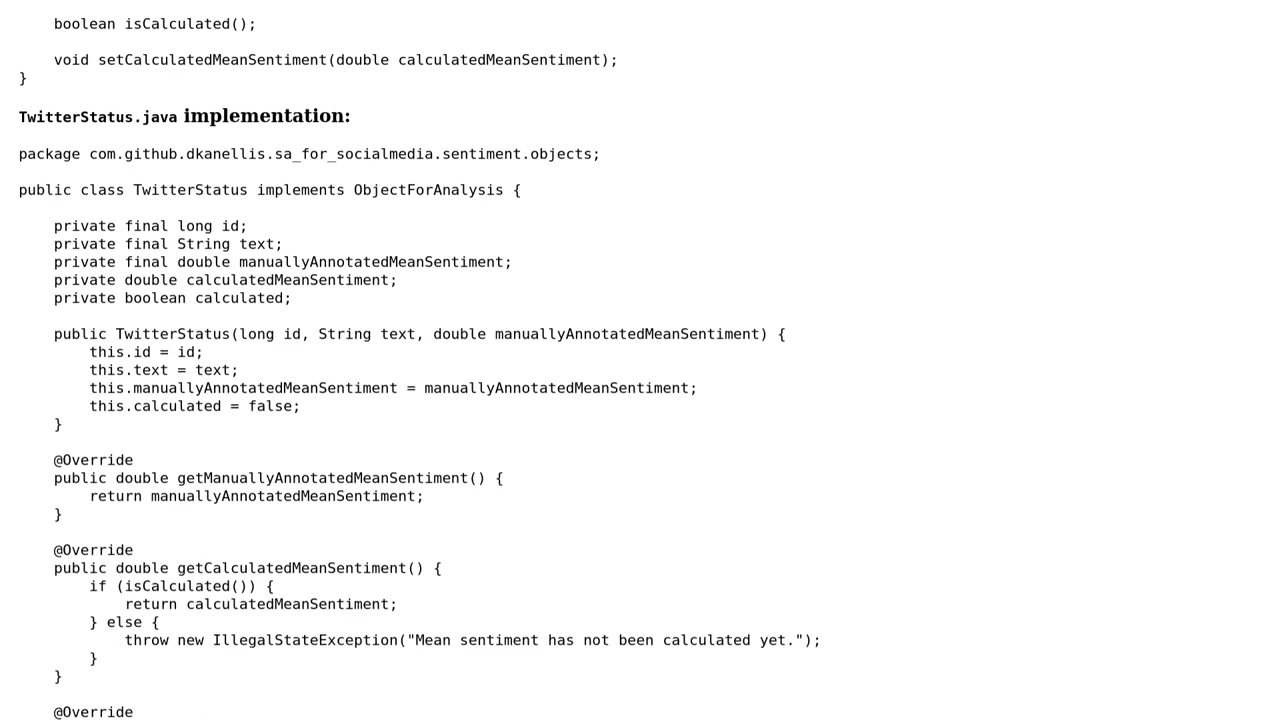 boolean isCalculated();

    void setCalculatedMeanSentiment(double calculatedMeanSentiment);
}
TwitterStatus.java implementation:
package com.github.dkanellis.sa_for_socialmedia.sentiment.objects;

public class TwitterStatus implements ObjectForAnalysis {

    private final long id;
    private final String text;
    private final double manuallyAnnotatedMeanSentiment;
    private double calculatedMeanSentiment;
    private boolean calculated;

    public TwitterStatus(long id, String text, double manuallyAnnotatedMeanSentiment) {
        this.id = id;
        this.text = text;
        this.manuallyAnnotatedMeanSentiment = manuallyAnnotatedMeanSentiment;
        this.calculated = false;
    }

    @Override
    public double getManuallyAnnotatedMeanSentiment() {
        return manuallyAnnotatedMeanSentiment;
    }

    @Override
    public double getCalculatedMeanSentiment() {
        if (isCalculated()) {
            return calculatedMeanSentiment;
        } else {
            throw new IllegalStateException("Mean sentiment has not been calculated yet.");
        }
    }

    @Override